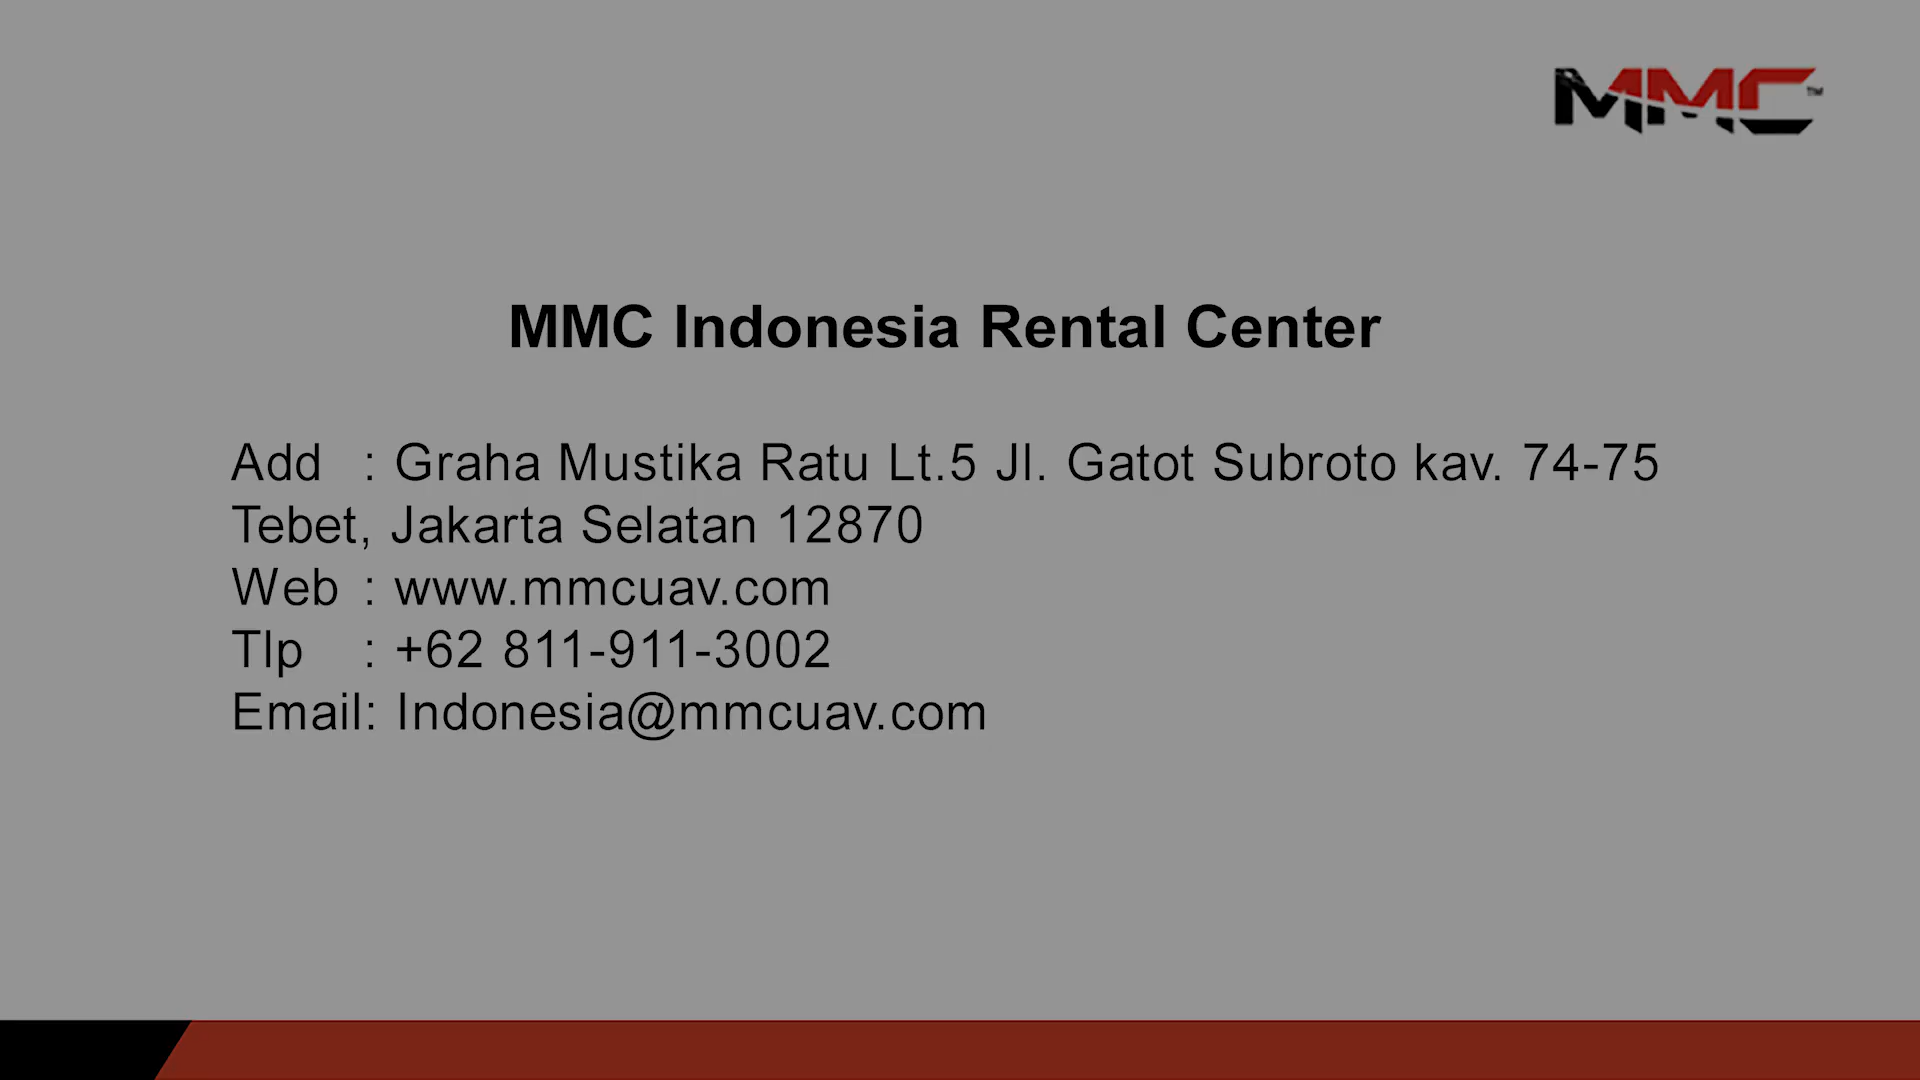 MMC™
MMC Indonesia Rental Center
Add : Graha Mustika Ratu Lt.5 Jl. Gatot Subroto kav. 74-75
Tebet, Jakarta Selatan 12870
Web : www.mmcuav.com
Tlp : +62 811-911-3002
Email: Indonesia@mmcuav.com